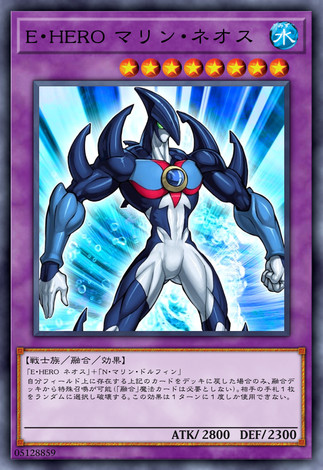 E・HERO マリン・ネオス
水
【戦士族／融合／効果】
「E・HERO ネオス」＋「N・マリン・ドルフィン」
自分フィールド上に存在する上記のカードをデッキに戻した場合のみ、融合デ
ッキから特殊召喚が可能(「融合」魔法カードは必要としない)。相手の手札１枚
をランダムに選択し破壊する。この効果は１ターンに１度しか使用できない。
ATK/ 2800 DEF/ 2300
05128859